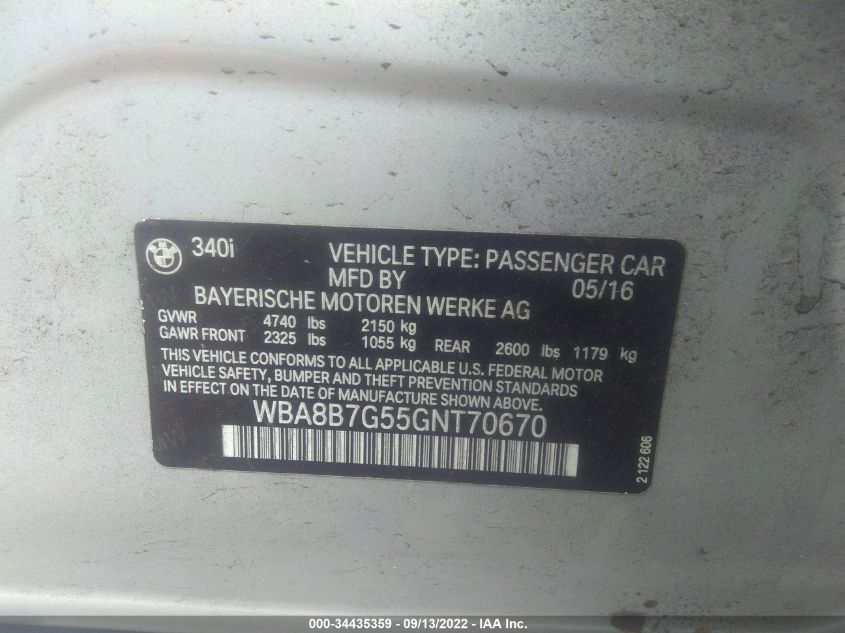 340i
VEHICLE TYPE: PASSENGER CAR
MFD BY 05/16
BAYERISCHE MOTOREN WERKE AG
GVWR 4740 lbs 2150 kg
GAWR FRONT 2325 lbs 1055 kg REAR 2600 lbs 1179 kg
THIS VEHICLE CONFORMS TO ALL APPLICABLE U.S. FEDERAL MOTOR
VEHICLE SAFETY, BUMPER AND THEFT PREVENTION STANDARDS
IN EFFECT ON THE DATE OF MANUFACTURE SHOWN ABOVE.
WBA8B7G55GNT70670
2 122 606
000-34435359 - 09/13/2022 - IAA Inc.